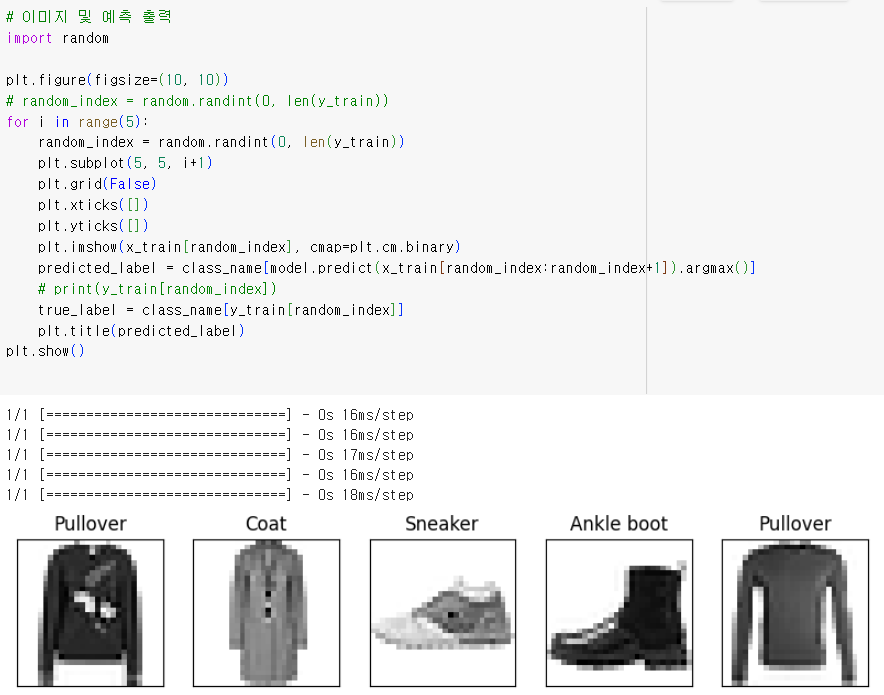 # 이미지 및 예측 출력
import random

plt.figure(figsize=(10, 10))
# random_index = random.randint(0, len(y_train))
for i in range(5):
    random_index = random.randint(0, len(y_train))
    plt.subplot(5, 5, i+1)
    plt.grid(False)
    plt.xticks([])
    plt.yticks([])
    plt.imshow(x_train[random_index], cmap=plt.cm.binary)
    predicted_label = class_name[model.predict(x_train[random_index:random_index+1]).argmax()]
    # print(y_train[random_index])
    true_label = class_name[y_train[random_index]]
    plt.title(predicted_label)
plt.show()
1/1 [==============================] - 0s 16ms/step
1/1 [==============================] - 0s 16ms/step
1/1 [==============================] - 0s 17ms/step
1/1 [==============================] - 0s 16ms/step
1/1 [==============================] - 0s 18ms/step
Pullover Coat Sneaker Ankle boot Pullover